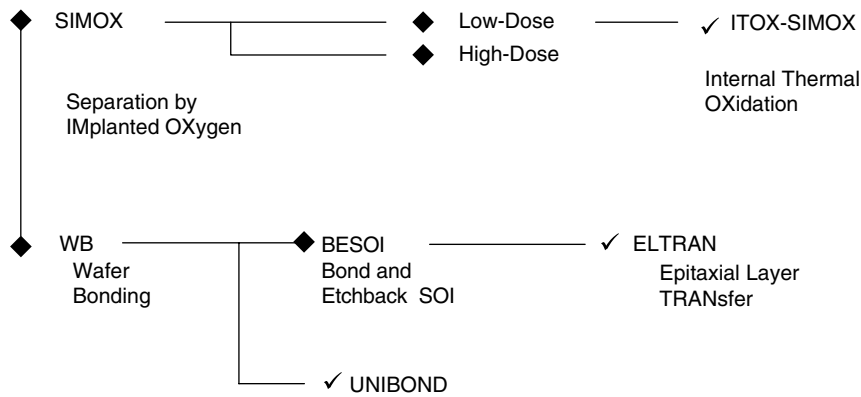 SIMOX
Low-Dose
✓ ITOX-SIMOX
High-Dose
Internal Thermal
OXidation
Separation by
IMplanted OXygen
WB
Wafer
Bonding
BESOI
Bond and
Etchback SOI
✓ ELTRAN
Epitaxial Layer
TRANsfer
✓ UNIBOND